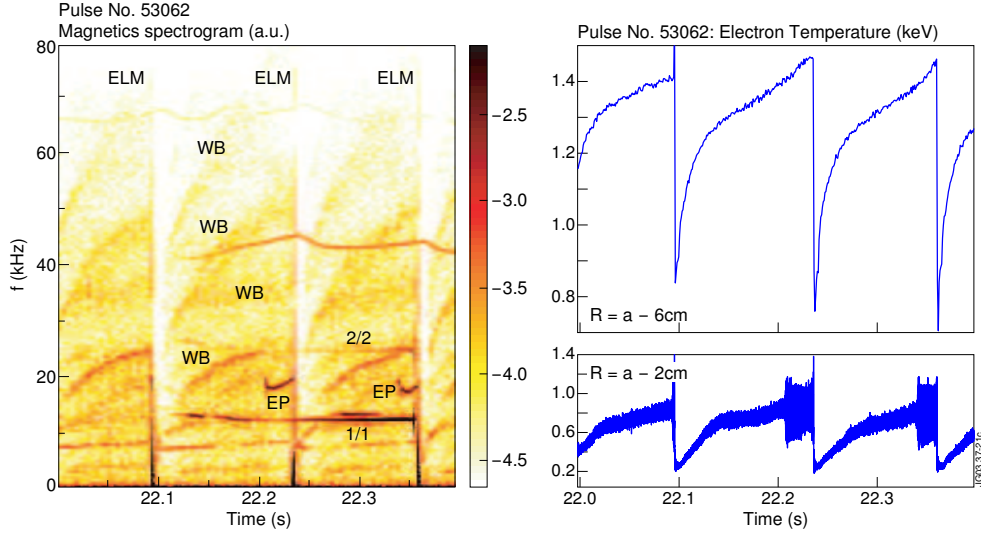 Pulse No. 53062
Magnetics spectrogram (a.u.)
80
60
40
20
0
f (kHz)
22.1
22.2
22.3
Time (s)
ELM
ELM
ELM
WB
WB
WB
2/2
WB
EP
EP
1/1
−2.5
−3.0
−3.5
−4.0
−4.5
Pulse No. 53062: Electron Temperature (keV)
1.4
1.2
1.0
0.8
R = a − 6cm
1.4
1.0
0.6
0.2
R = a − 2cm
22.0
22.1
22.2
22.3
Time (s)
JG03.37-21c